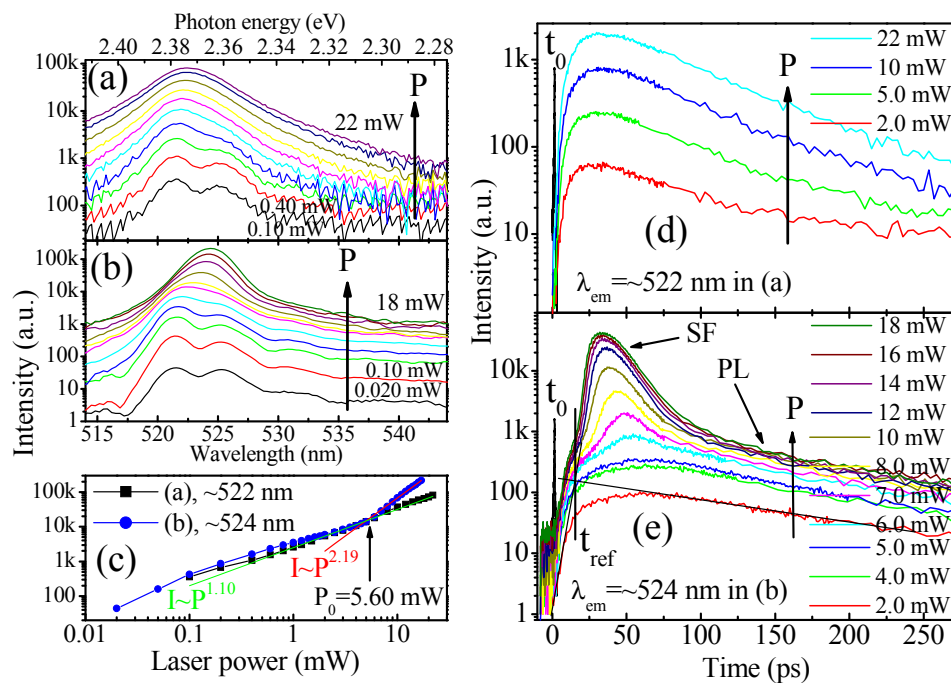 Photon energy (eV)
2.40 2.38 2.36 2.34 2.32 2.30 2.28
100k
10k
1k
100
(a)
P
22 mW
0.40 mW
0.10 mW
100k
10k
1k
100
10
1
(b)
P
18 mW
0.10 mW
0.020 mW
515 520 525 530 535 540
Wavelength (nm)
Intensity (a.u.)
100k
10k
1k
100
(a), ~522 nm
(b), ~524 nm
(c)
I~P^1.10
I~P^2.19
P_0=5.60 mW
0.01 0.1 1 10
Laser power (mW)
Intensity (a.u.)
1k
100
10
t_0
P
22 mW
10 mW
5.0 mW
2.0 mW
(d)
λ_em=~522 nm in (a)
10k
1k
100
10
1
t_0
SF
PL
P
18 mW
16 mW
14 mW
12 mW
10 mW
8.0 mW
7.0 mW
6.0 mW
5.0 mW
4.0 mW
2.0 mW
(e)
t_ref
λ_em=~524 nm in (b)
0 50 100 150 200 250
Time (ps)